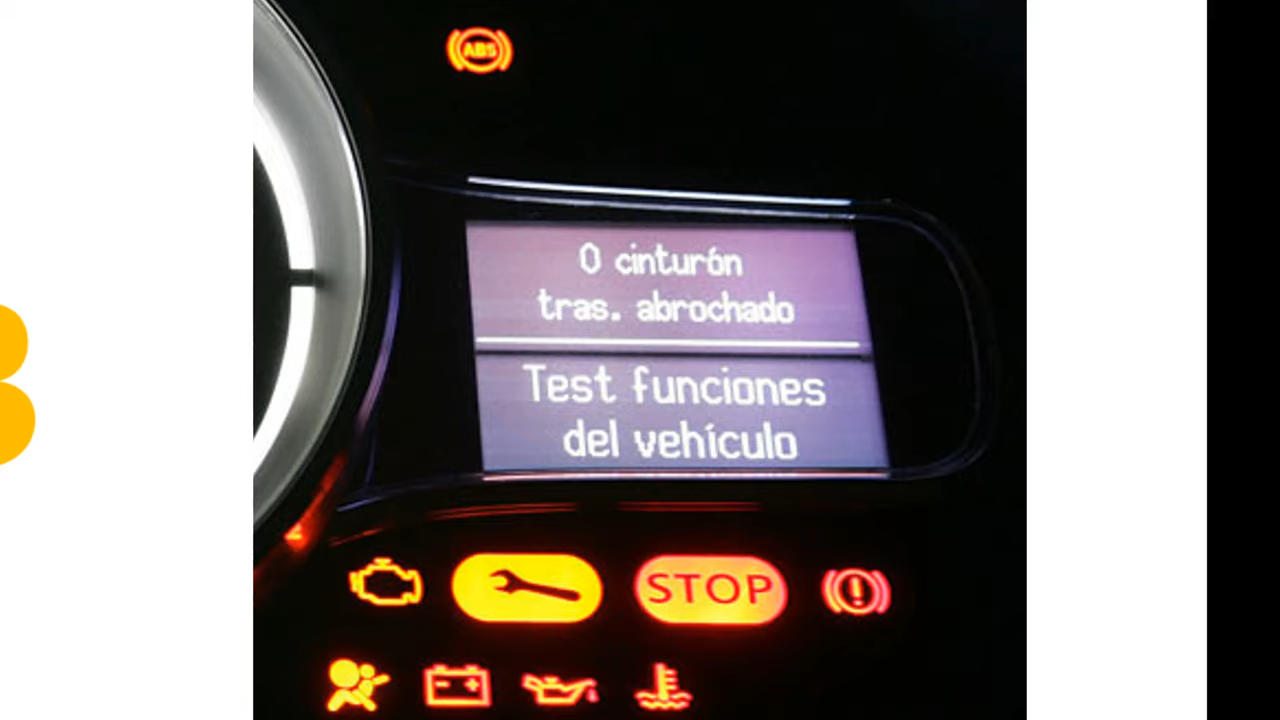 ABS
0 cinturón
tras. abrochado
Test funciones
del vehículo
STOP